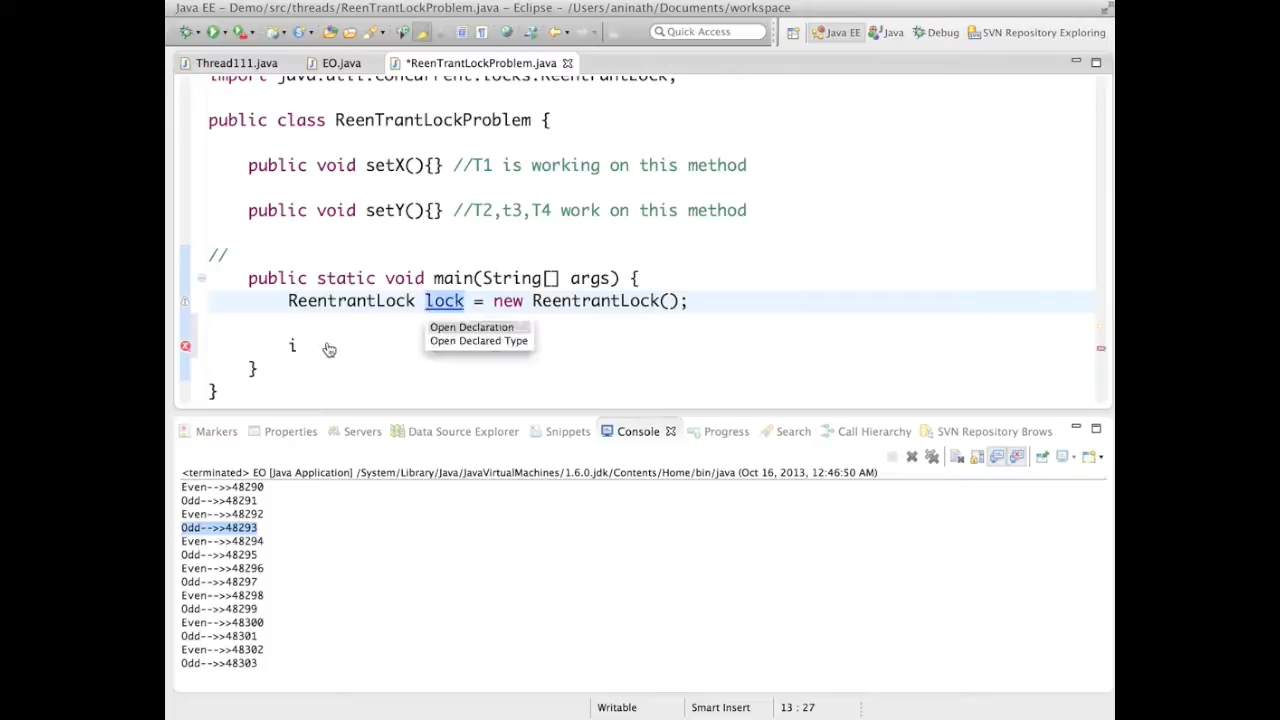 Java EE - Demo/src/threads/ReenTrantLockProblem.java - Eclipse - /Users/aninath/Documents/workspace
Quick Access Java EE Java Debug SVN Repository Exploring
Thread111.java EO.java *ReenTrantLockProblem.java
import java.util.concurrent.locks.ReentrantLock;
public class ReenTrantLockProblem {
public void setX(){} //T1 is working on this method
public void setY(){} //T2,t3,T4 work on this method
//
public static void main(String[] args) {
ReentrantLock lock = new ReentrantLock();
Open Declaration
Open Declared Type
i
}
}
Markers Properties Servers Data Source Explorer Snippets Console Progress Search Call Hierarchy SVN Repository Brows
<terminated> EO [Java Application] /System/Library/Java/JavaVirtualMachines/1.6.0.jdk/Contents/Home/bin/java (Oct 16, 2013, 12:46:50 AM)
Even-->>48290
Odd-->>48291
Even-->>48292
Odd-->>48293
Even-->>48294
Odd-->>48295
Even-->>48296
Odd-->>48297
Even-->>48298
Odd-->>48299
Even-->>48300
Odd-->>48301
Even-->>48302
Odd-->>48303
Writable Smart Insert 13 : 27